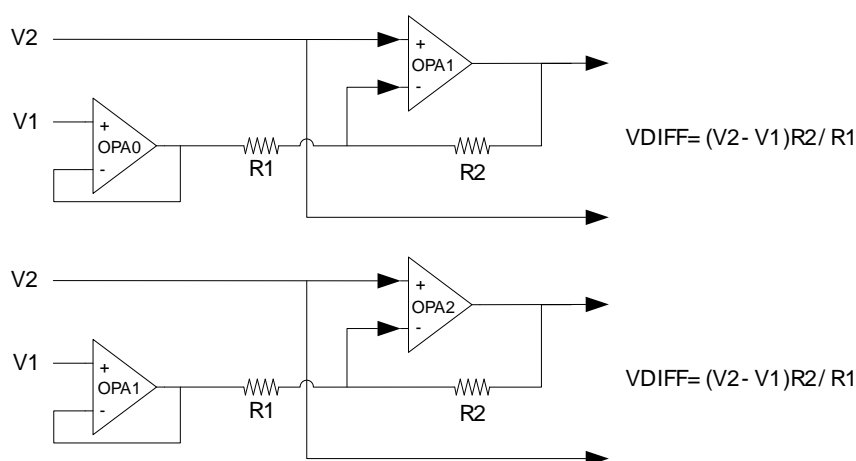 V2
+
OPA1
-
V1
+
OPA0
-
R1
R2
VDIFF= (V2 - V1)R2/ R1
V2
+
OPA2
-
V1
+
OPA1
-
R1
R2
VDIFF= (V2 - V1)R2/ R1